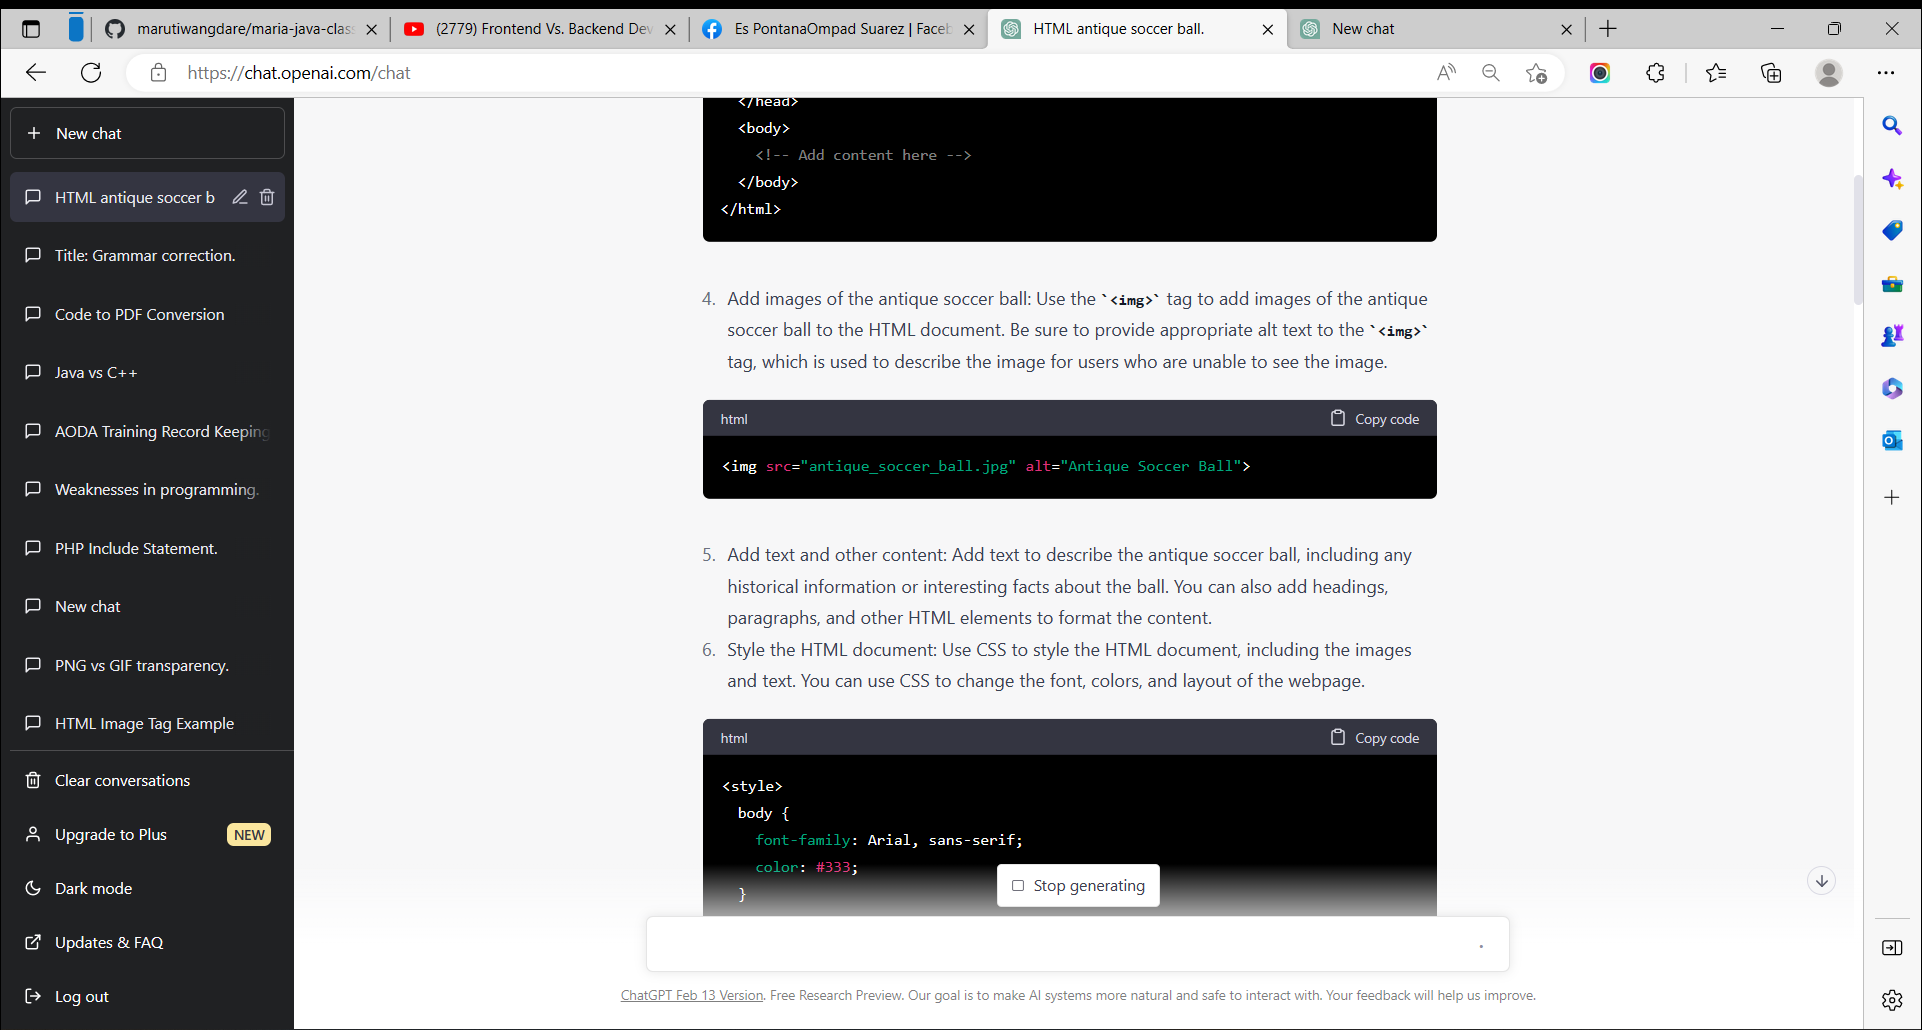 marutiwangdare/maria-java-clas
(2779) Frontend Vs. Backend Dev
Es PontanaOmpad Suarez | Faceb
HTML antique soccer ball.
New chat
https://chat.openai.com/chat
New chat
HTML antique soccer b
Title: Grammar correction.
Code to PDF Conversion
Java vs C++
AODA Training Record Keeping
Weaknesses in programming.
PHP Include Statement.
New chat
PNG vs GIF transparency.
HTML Image Tag Example
Clear conversations
Upgrade to Plus NEW
Dark mode
Updates & FAQ
Log out
</head>
<body>
<!-- Add content here -->
</body>
</html>
4. Add images of the antique soccer ball: Use the `<img>` tag to add images of the antique
soccer ball to the HTML document. Be sure to provide appropriate alt text to the `<img>`
tag, which is used to describe the image for users who are unable to see the image.
html Copy code
<img src="antique_soccer_ball.jpg" alt="Antique Soccer Ball">
5. Add text and other content: Add text to describe the antique soccer ball, including any
historical information or interesting facts about the ball. You can also add headings,
paragraphs, and other HTML elements to format the content.
6. Style the HTML document: Use CSS to style the HTML document, including the images
and text. You can use CSS to change the font, colors, and layout of the webpage.
html Copy code
<style>
body {
font-family: Arial, sans-serif;
color: #333;
}
Stop generating
ChatGPT Feb 13 Version. Free Research Preview. Our goal is to make AI systems more natural and safe to interact with. Your feedback will help us improve.